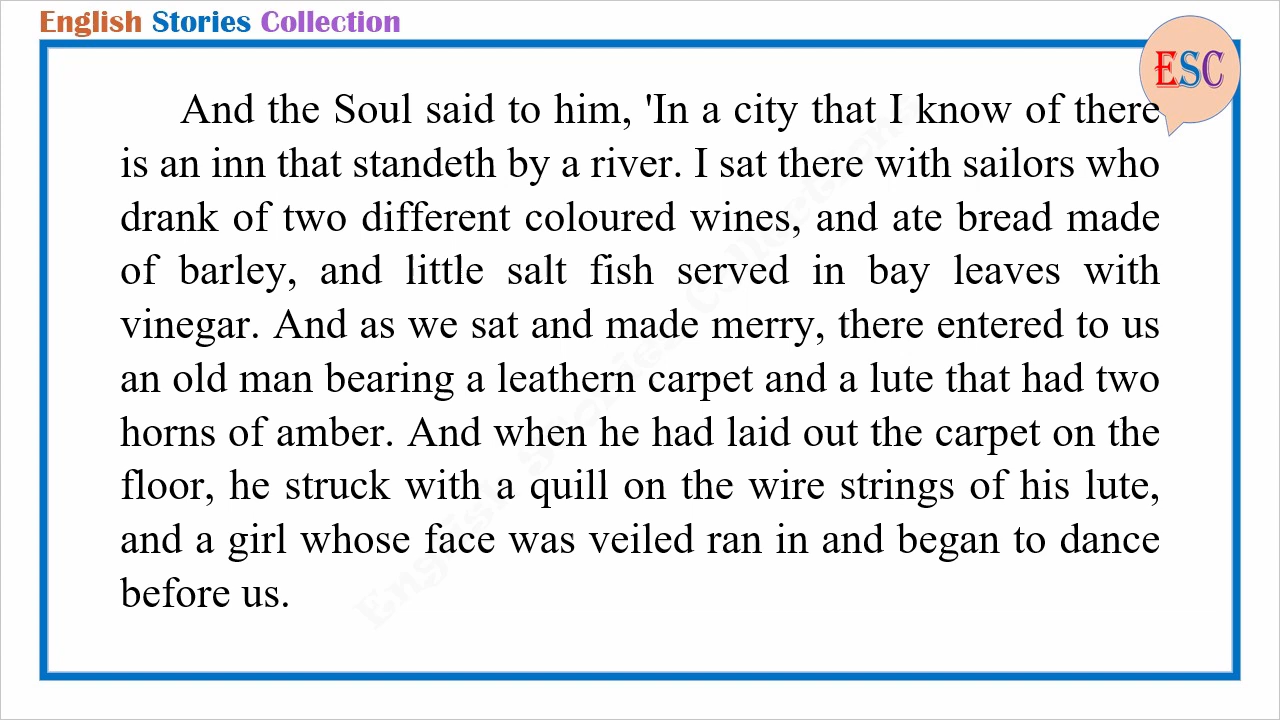 English Stories Collection
ESC
And the Soul said to him, 'In a city that I know of there
is an inn that standeth by a river. I sat there with sailors who
drank of two different coloured wines, and ate bread made
of barley, and little salt fish served in bay leaves with
vinegar. And as we sat and made merry, there entered to us
an old man bearing a leathern carpet and a lute that had two
horns of amber. And when he had laid out the carpet on the
floor, he struck with a quill on the wire strings of his lute,
and a girl whose face was veiled ran in and began to dance
before us.
English Stories Collection